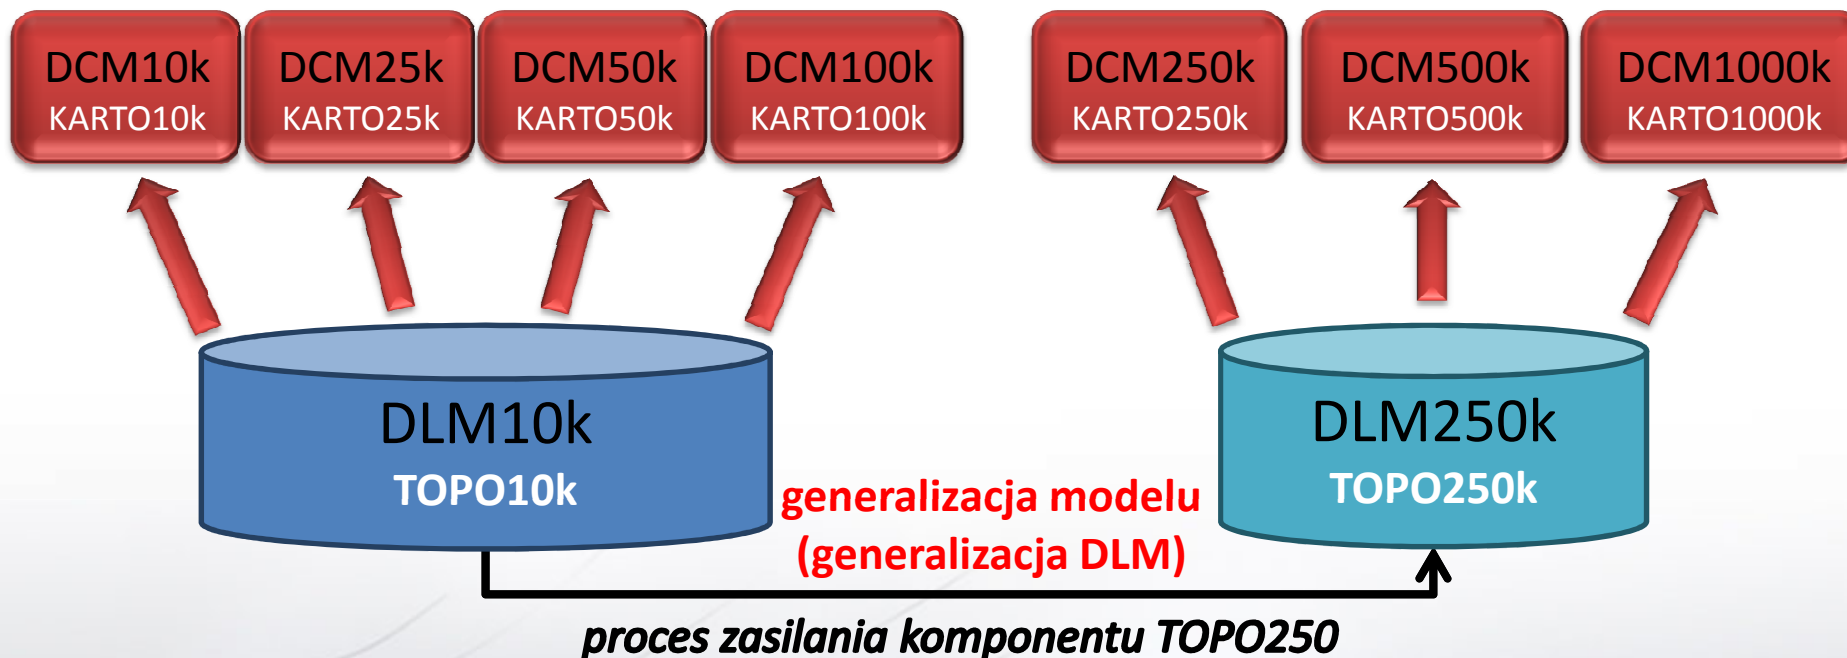 DCM10k
KARTO10k
DCM25k
KARTO25k
DCM50k
KARTO50k
DCM100k
KARTO100k
DCM250k
KARTO250k
DCM500k
KARTO500k
DCM1000k
KARTO1000k
DLM10k
TOPO10k
generalizacja modelu
(generalizacja DLM)
DLM250k
TOPO250k
proces zasilania komponentu TOPO250